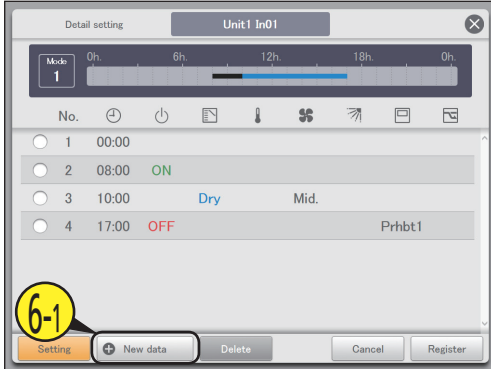 Detail setting Unit1 In01
Mode 1 0h. 6h. 12h. 18h. 0h.
No.
1 00:00
2 08:00 ON
3 10:00 Dry Mid.
4 17:00 OFF Prhbt1
6-1
Setting New data Delete Cancel Register